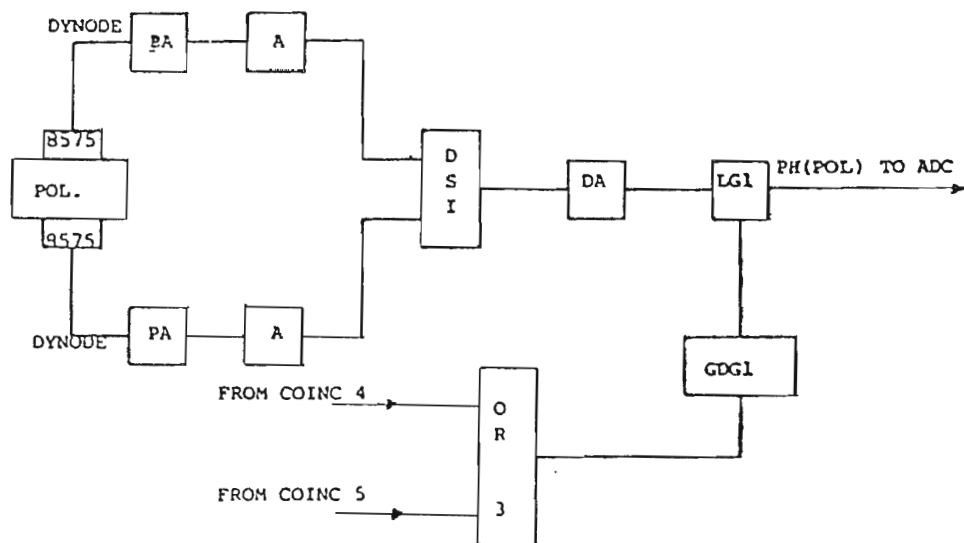 DYNODE
PA
A
8575
POL.
8575
DYNODE
PA
A
D
S
I
DA
LG1
PH(POL) TO ADC
GDG1
FROM COINC 4
FROM COINC 5
O
R
3